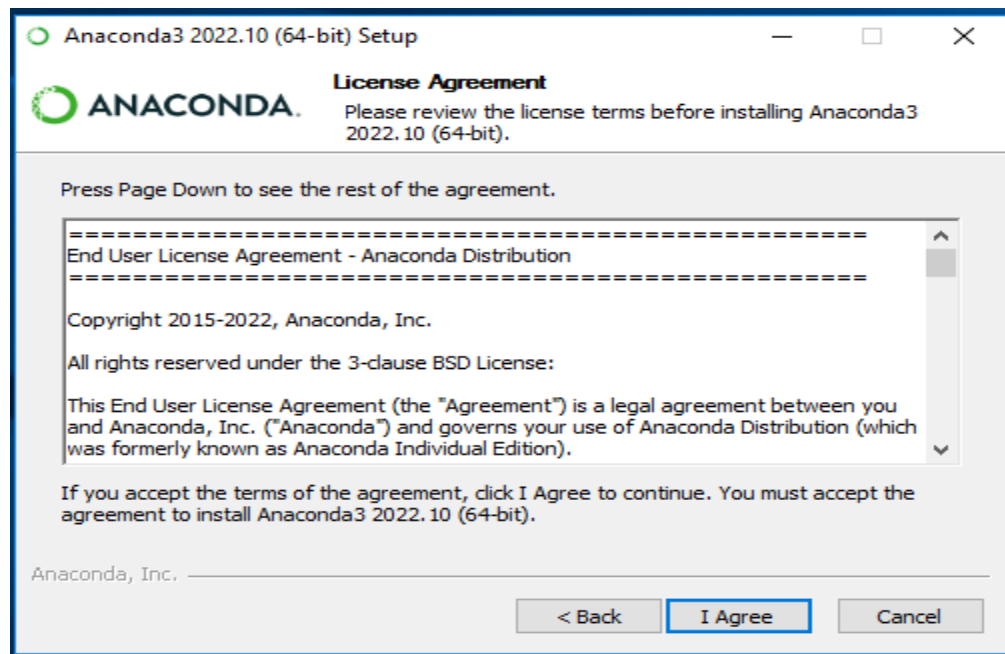 Anaconda3 2022.10 (64-bit) Setup
ANACONDA.
License Agreement
Please review the license terms before installing Anaconda3
2022.10 (64-bit).
Press Page Down to see the rest of the agreement.
==================================================
End User License Agreement - Anaconda Distribution
==================================================
Copyright 2015-2022, Anaconda, Inc.
All rights reserved under the 3-clause BSD License:
This End User License Agreement (the "Agreement") is a legal agreement between you
and Anaconda, Inc. ("Anaconda") and governs your use of Anaconda Distribution (which
was formerly known as Anaconda Individual Edition).
If you accept the terms of the agreement, click I Agree to continue. You must accept the
agreement to install Anaconda3 2022.10 (64-bit).
Anaconda, Inc.
< Back
I Agree
Cancel